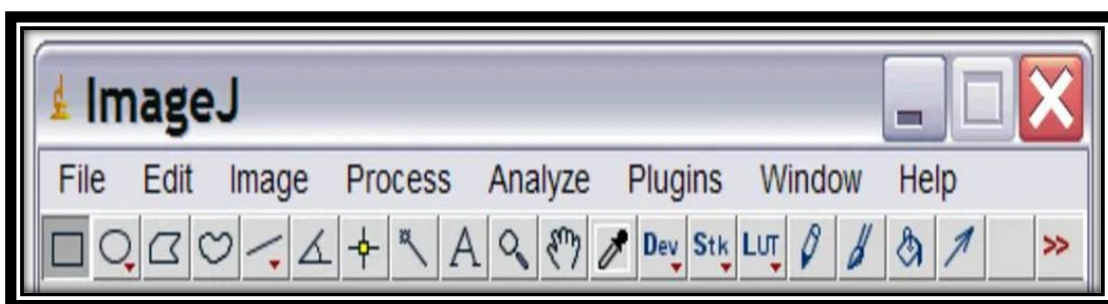 ImageJ
File Edit Image Process Analyze Plugins Window Help
A Dev Stk LUT >>